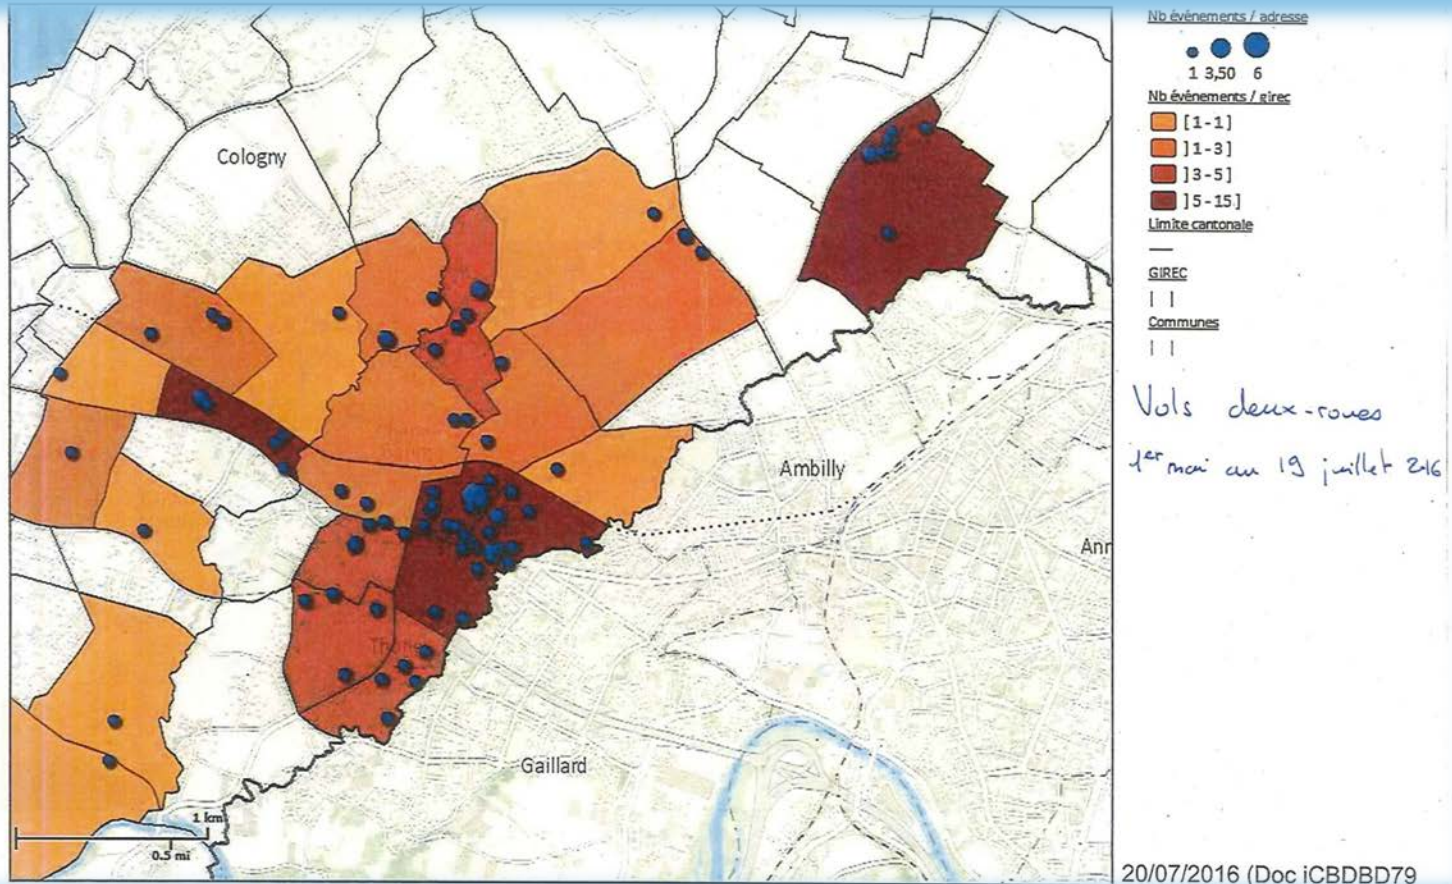 Nb événements / adresse
1 3,50 6
Nb événements / girec
[1-1]
]1-3]
]3-5]
]5-15]
Limite cantonale
GIREC
Communes
Vols deux-roues
1er mai au 19 juillet 2016
Cologny
Ambilly
Ann
Gaillard
1 km
0.5 mi
20/07/2016 (Doc iCBDBD79